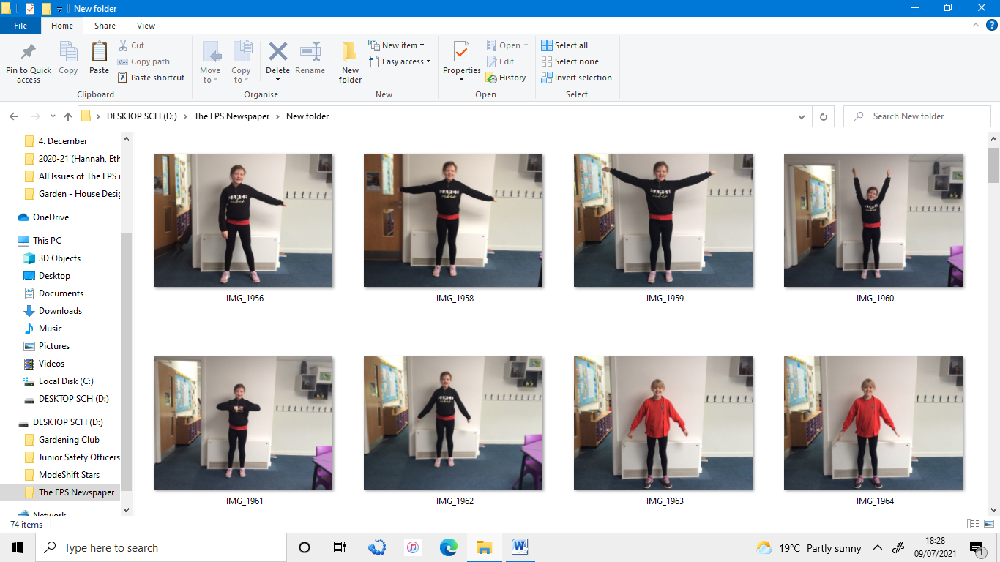 New folder
File Home Share View
Pin to Quick access
Copy
Paste
Cut
Copy path
Paste shortcut
Clipboard
Move to
Copy to
Delete
Rename
Organise
New folder
New item
Easy access
New
Properties
Open
Edit
History
Open
Select all
Select none
Invert selection
Select
DESKTOP SCH (D:) The FPS Newspaper New folder
Search New folder
4. December
2020-21 (Hannah, Eth
All Issues of The FPS
Garden - House Desig
OneDrive
This PC
3D Objects
Desktop
Documents
Downloads
Music
Pictures
Videos
Local Disk (C:)
DESKTOP SCH (D:)
DESKTOP SCH (D:)
Gardening Club
Junior Safety Officers
ModeShift Stars
The FPS Newspaper
Network
IMG_1956 IMG_1958 IMG_1959 IMG_1960
IMG_1961 IMG_1962 IMG_1963 IMG_1964
74 items
Type here to search
19°C Partly sunny
18:28
09/07/2021
1